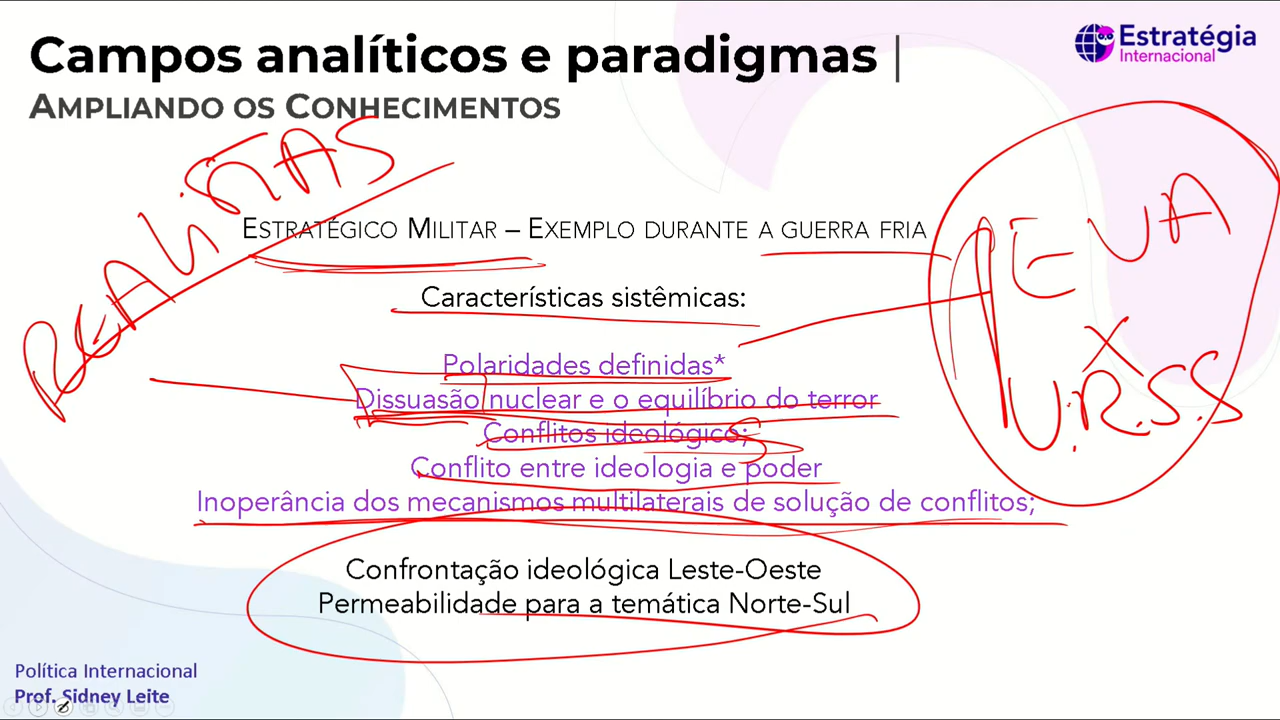 Campos analíticos e paradigmas |
Estratégia
Internacional
AMPLIANDO OS CONHECIMENTOS
REALISTAS
ESTRATÉGICO MILITAR – EXEMPLO DURANTE A GUERRA FRIA
EUA
X
U.R.S.S
Características sistêmicas:
Polaridades definidas*
Dissuasão nuclear e o equilíbrio do terror
Conflitos ideológico;
Conflito entre ideologia e poder
Inoperância dos mecanismos multilaterais de solução de conflitos;
Confrontação ideológica Leste-Oeste
Permeabilidade para a temática Norte-Sul
Política Internacional
Prof. Sidney Leite